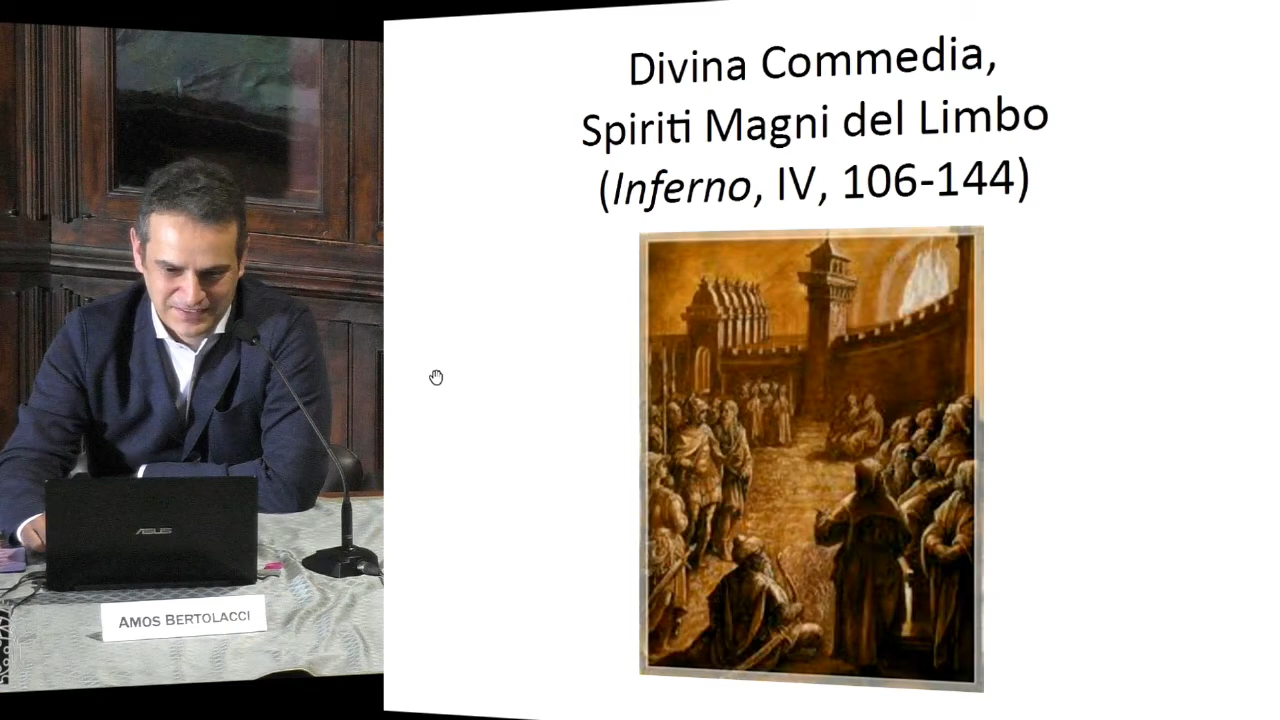 Divina Commedia,
Spiriti Magni del Limbo
(Inferno, IV, 106-144)
ASUS
AMOS BERTOLACCI